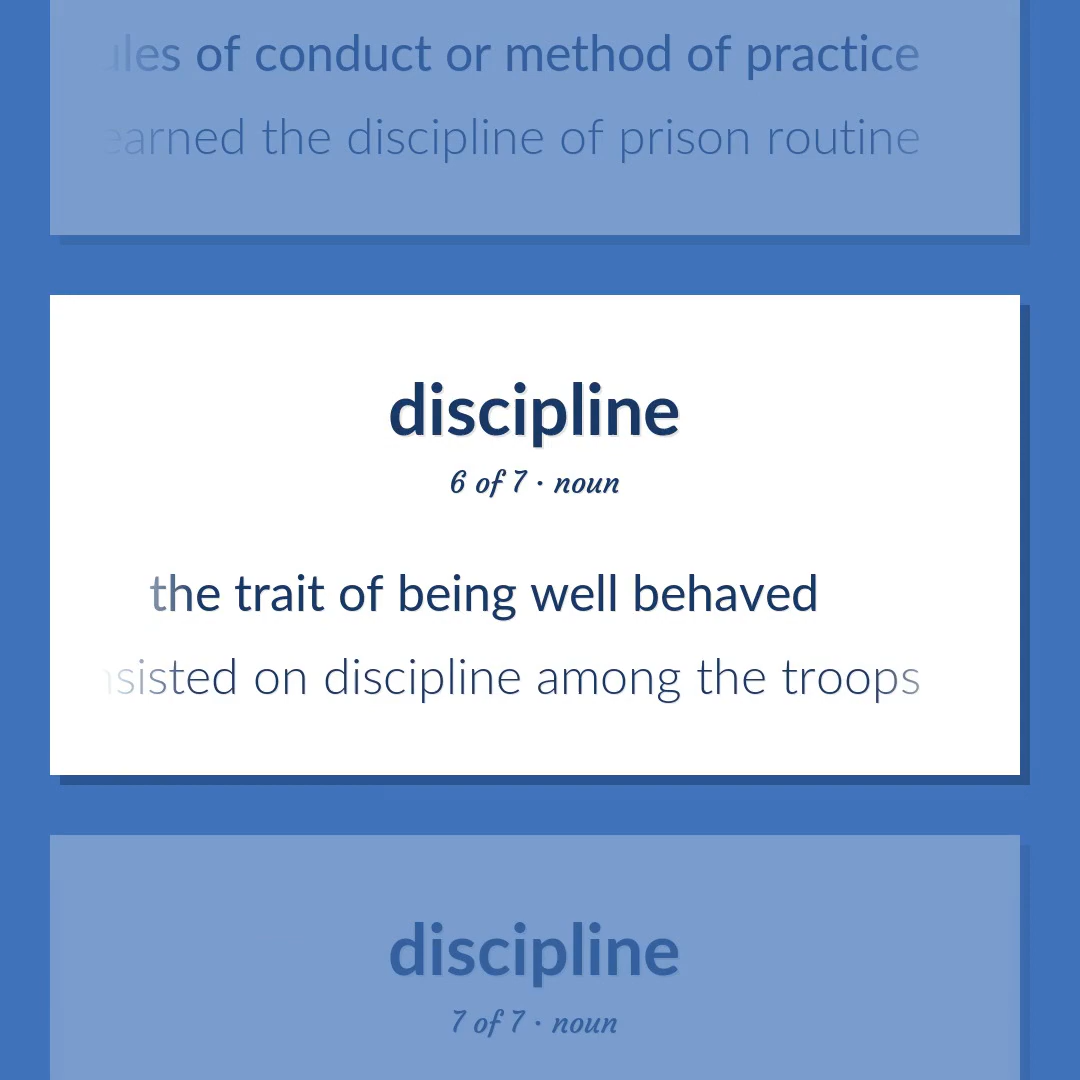 of conduct or method of practice
the discipline of prison routine
discipline
6 of 7 · noun
the trait of being well behaved
on discipline among the troops
discipline
7 of 7 · noun